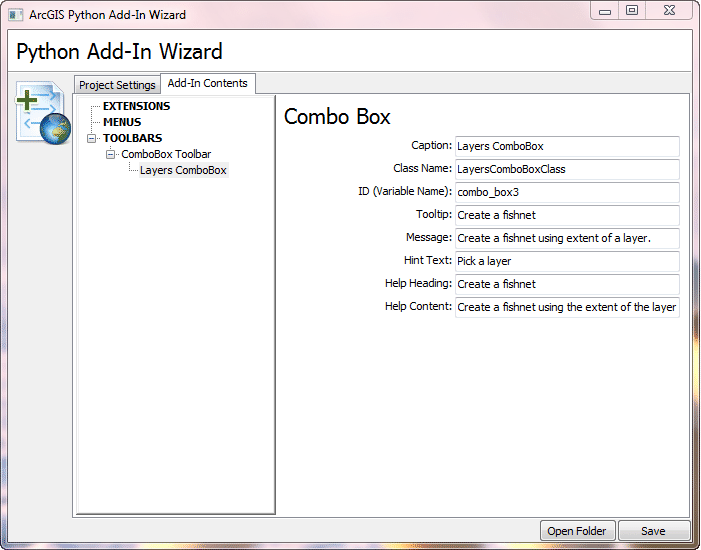 ArcGIS Python Add-In Wizard
Python Add-In Wizard
Project Settings
Add-In Contents
EXTENSIONS
MENUS
TOOLBARS
ComboBox Toolbar
Layers ComboBox
Combo Box
Caption: Layers ComboBox
Class Name: LayersComboBoxClass
ID (Variable Name): combo_box3
Tooltip: Create a fishnet
Message: Create a fishnet using extent of a layer.
Hint Text: Pick a layer
Help Heading: Create a fishnet
Help Content: Create a fishnet using the extent of the layer
Open Folder
Save